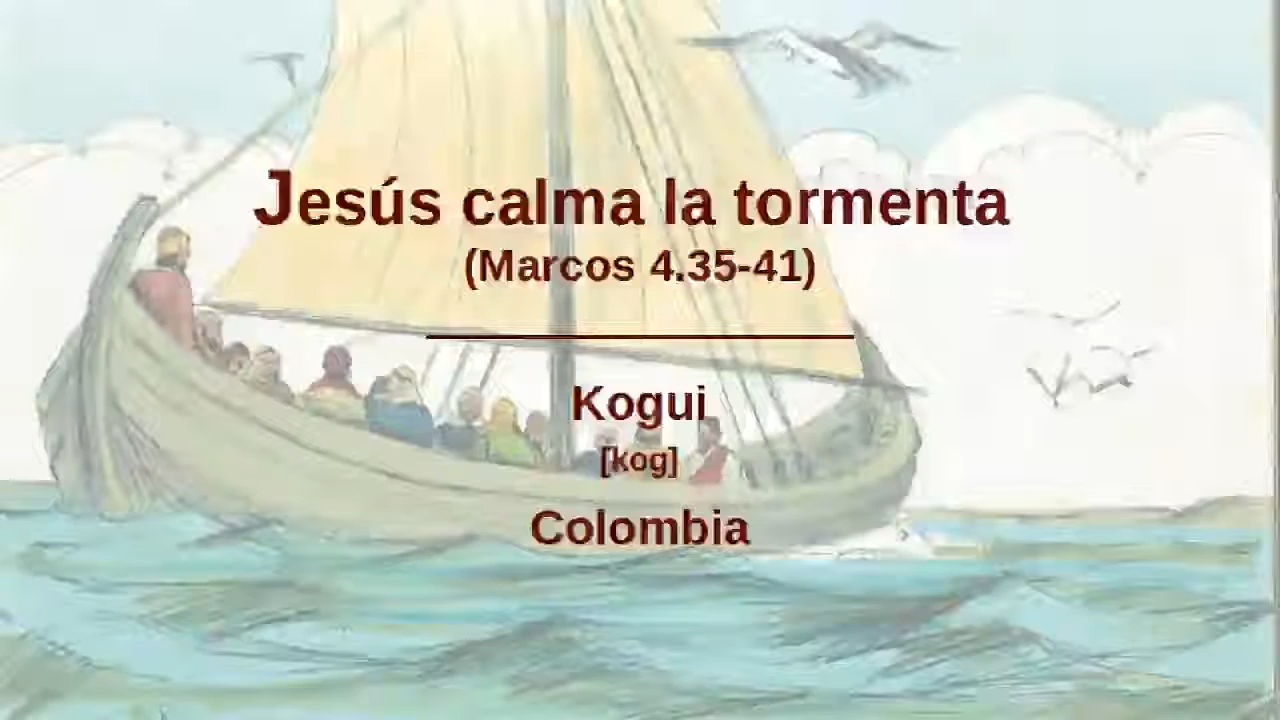 Jesús calma la tormenta
(Marcos 4.35-41)
Kogui
[kog]
Colombia